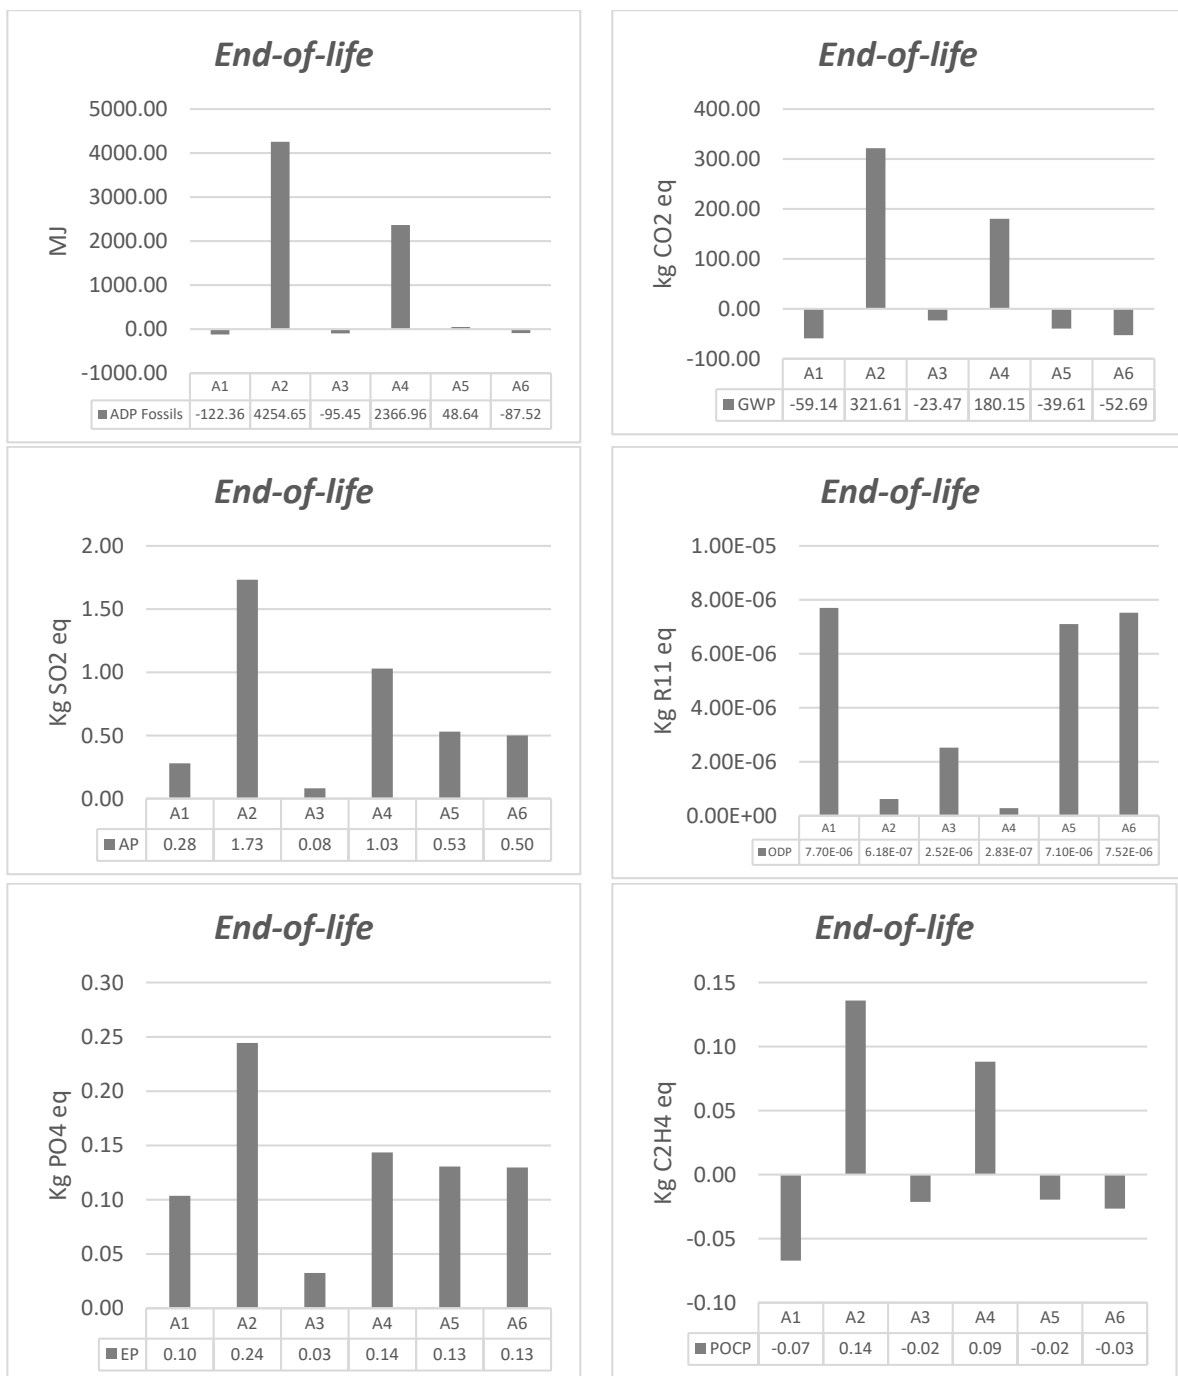 End-of-life
5000.00
4000.00
3000.00
2000.00
1000.00
0.00
-1000.00
MJ
A1 A2 A3 A4 A5 A6
ADP Fossils -122.36 4254.65 -95.45 2366.96 48.64 -87.52
End-of-life
400.00
300.00
200.00
100.00
0.00
-100.00
kg CO2 eq
A1 A2 A3 A4 A5 A6
GWP -59.14 321.61 -23.47 180.15 -39.61 -52.69
End-of-life
2.00
1.50
1.00
0.50
0.00
Kg SO2 eq
A1 A2 A3 A4 A5 A6
AP 0.28 1.73 0.08 1.03 0.53 0.50
End-of-life
1.00E-05
8.00E-06
6.00E-06
4.00E-06
2.00E-06
0.00E+00
Kg R11 eq
A1 A2 A3 A4 A5 A6
ODP 7.70E-06 6.18E-07 2.52E-06 2.83E-07 7.10E-06 7.52E-06
End-of-life
0.30
0.25
0.20
0.15
0.10
0.05
0.00
Kg PO4 eq
A1 A2 A3 A4 A5 A6
EP 0.10 0.24 0.03 0.14 0.13 0.13
End-of-life
0.15
0.10
0.05
0.00
-0.05
-0.10
Kg C2H4 eq
A1 A2 A3 A4 A5 A6
POCP -0.07 0.14 -0.02 0.09 -0.02 -0.03